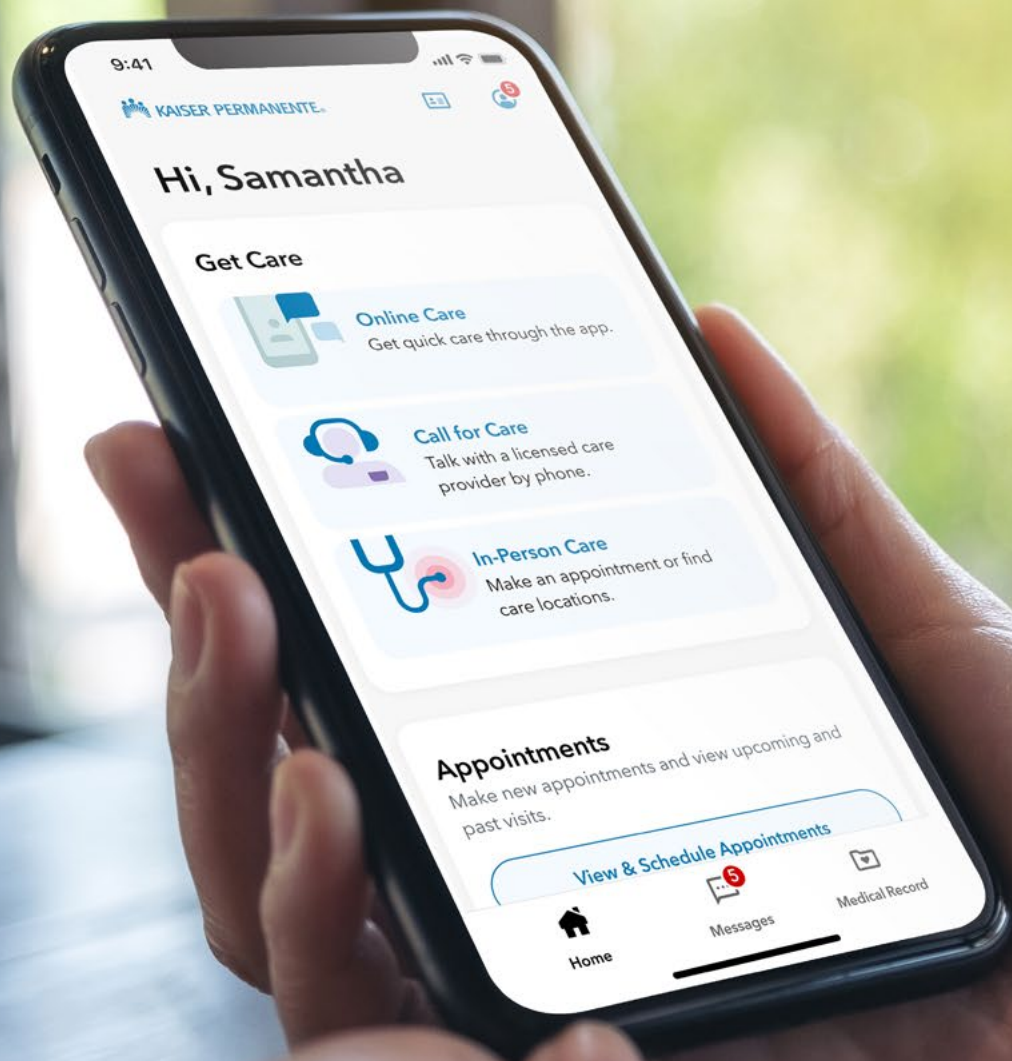 9:41
KAISER PERMANENTE®
5
Hi, Samantha
Get Care
Online Care
Get quick care through the app.
Call for Care
Talk with a licensed care
provider by phone.
In-Person Care
Make an appointment or find
care locations.
Appointments
Make new appointments and view upcoming and
past visits.
View & Schedule Appointments
5
Home
Messages
Medical Record